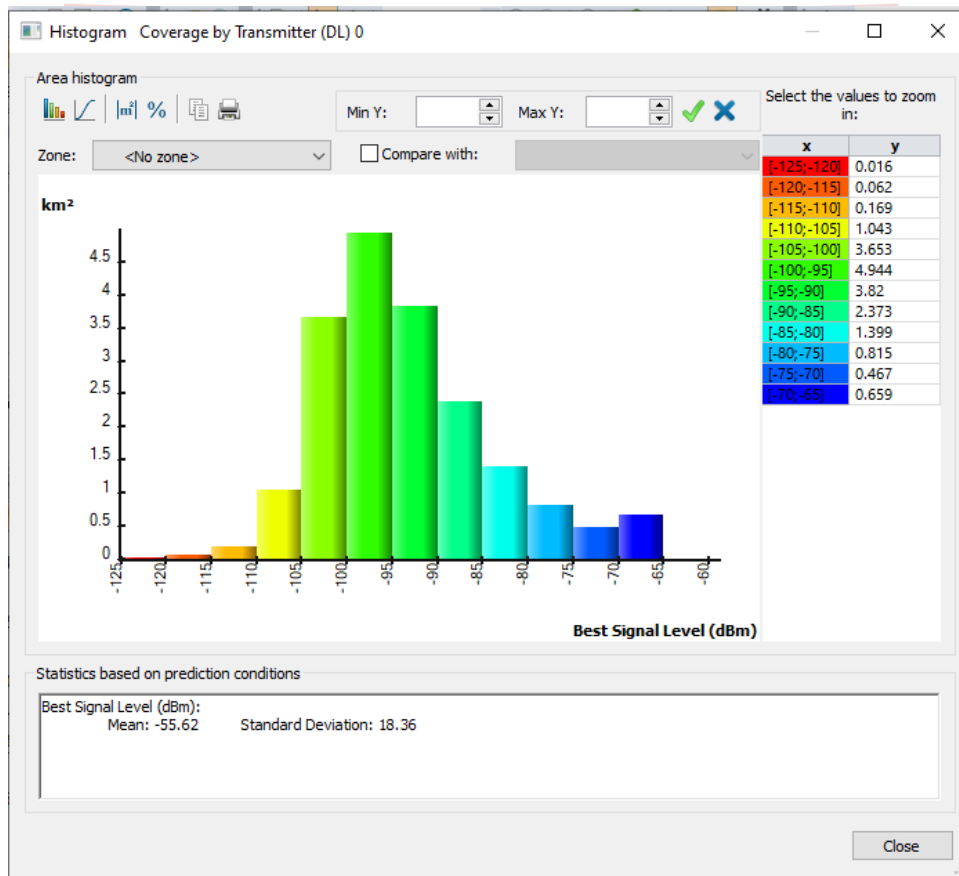 Histogram Coverage by Transmitter (DL) 0
Area histogram
|m²| %
Min Y: Max Y:
Select the values to zoom
in:
Zone: <No zone> Compare with:
x y
[-125;-120] 0.016
[-120;-115] 0.062
[-115;-110] 0.169
[-110;-105] 1.043
[-105;-100] 3.653
[-100;-95] 4.944
[-95;-90] 3.82
[-90;-85] 2.373
[-85;-80] 1.399
[-80;-75] 0.815
[-75;-70] 0.467
[-70;-65] 0.659
km²
4.5
4
3.5
3
2.5
2
1.5
1
0.5
0
-125 -120 -115 -110 -105 -100 -95 -90 -85 -80 -75 -70 -65 -60
Best Signal Level (dBm)
Statistics based on prediction conditions
Best Signal Level (dBm):
Mean: -55.62 Standard Deviation: 18.36
Close